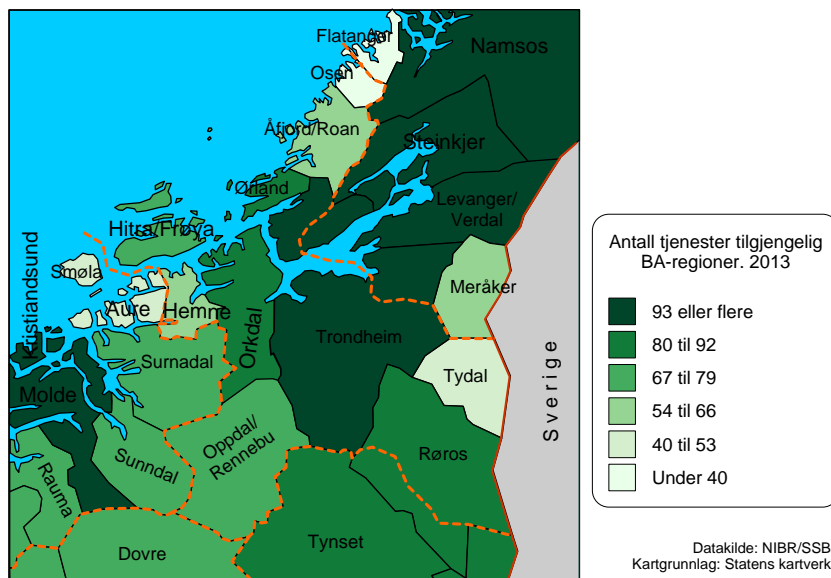 Flatanger
Namsos
Osen
Åfjord/Roan
Steinkjer
Ørland
Levanger/
Verdal
Hitra/Frøya
Smøla
Meråker
Kristiandsund
Aure
Hemne
Orkdal
Trondheim
Surnadal
Tydal
Molde
Oppdal/
Rennebu
Sunndal
Røros
Rauma
Dovre
Tynset
Sverige
Antall tjenester tilgjengelig
BA-regioner. 2013
93 eller flere
80 til 92
67 til 79
54 til 66
40 til 53
Under 40
Datakilde: NIBR/SSB
Kartgrunnlag: Statens kartverk